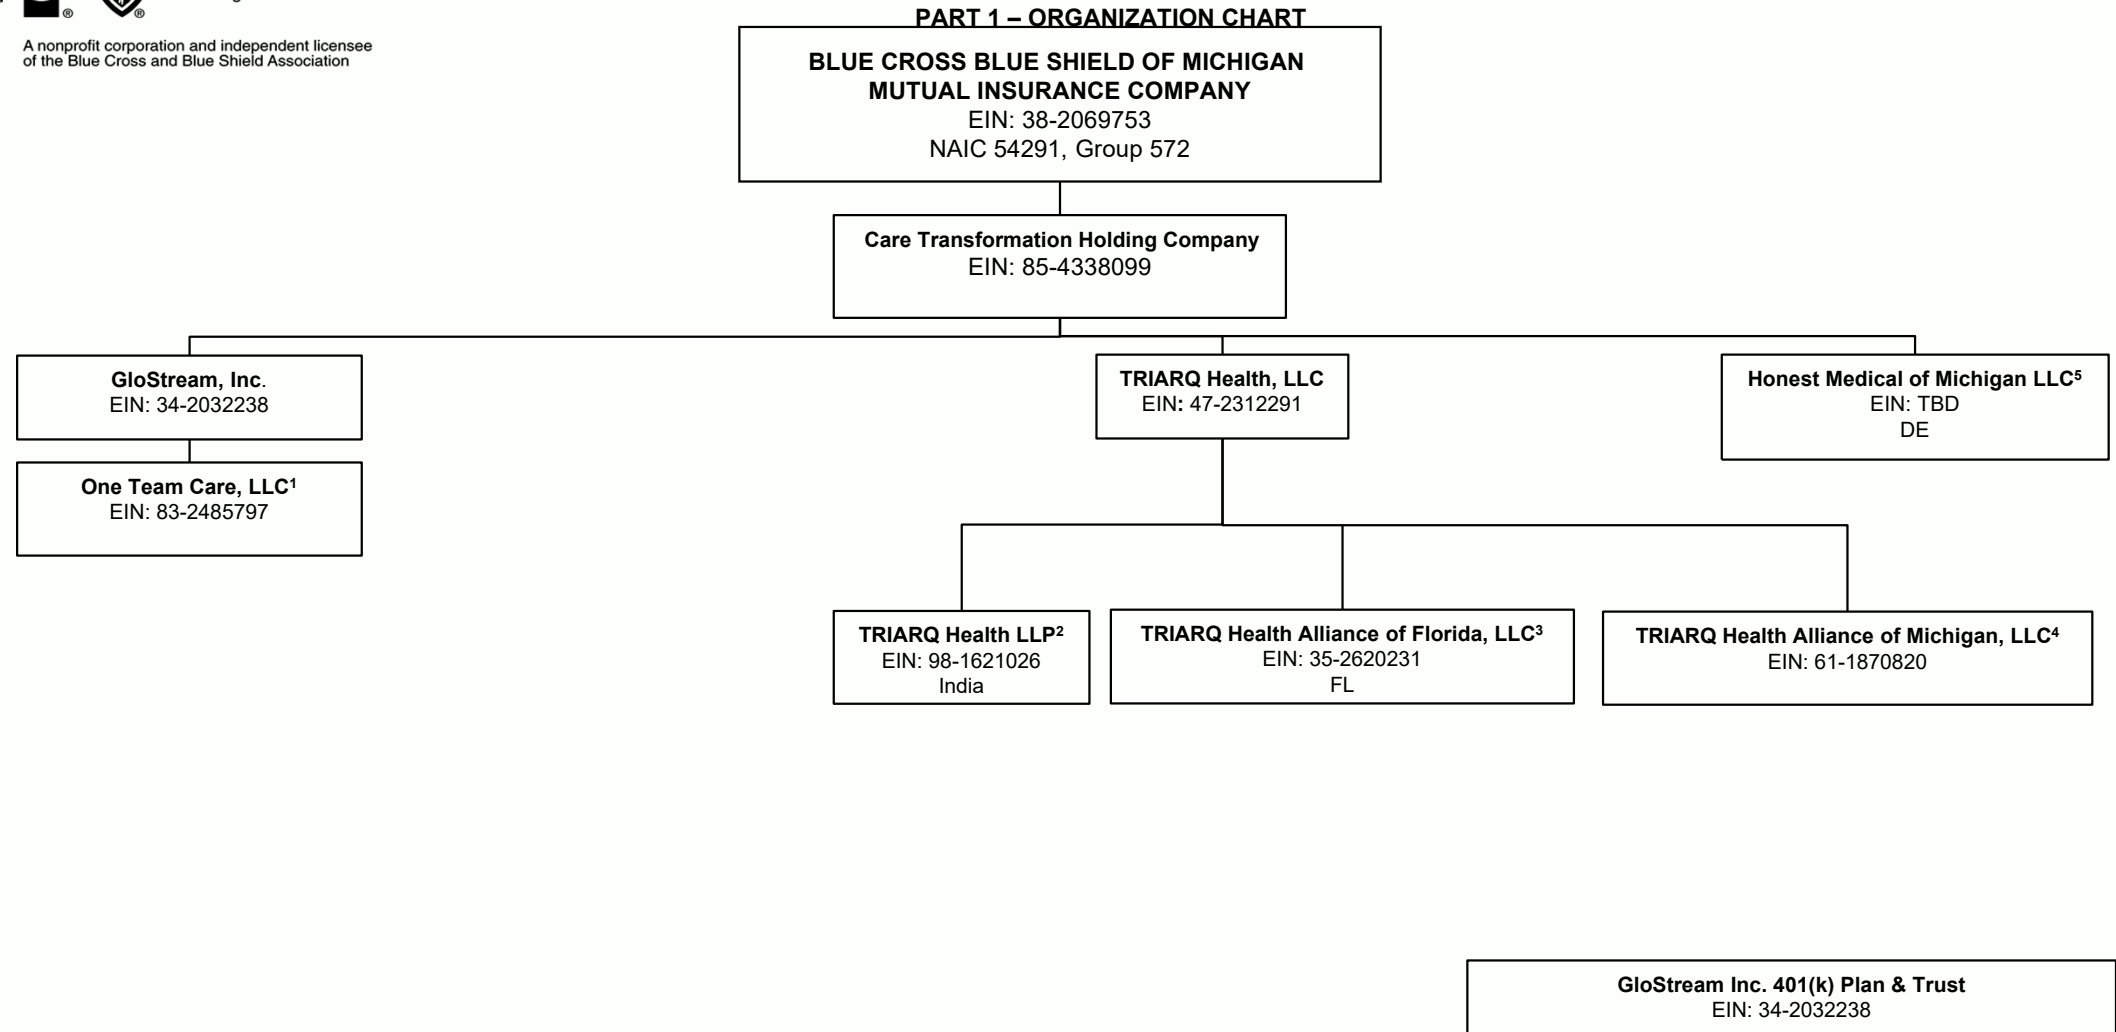 PART 1 – ORGANIZATION CHART
® ®
A nonprofit corporation and independent licensee
of the Blue Cross and Blue Shield Association
BLUE CROSS BLUE SHIELD OF MICHIGAN
MUTUAL INSURANCE COMPANY
EIN: 38-2069753
NAIC 54291, Group 572
Care Transformation Holding Company
EIN: 85-4338099
GloStream, Inc.
EIN: 34-2032238
TRIARQ Health, LLC
EIN: 47-2312291
Honest Medical of Michigan LLC⁵
EIN: TBD
DE
One Team Care, LLC¹
EIN: 83-2485797
TRIARQ Health LLP²
EIN: 98-1621026
India
TRIARQ Health Alliance of Florida, LLC³
EIN: 35-2620231
FL
TRIARQ Health Alliance of Michigan, LLC⁴
EIN: 61-1870820
GloStream Inc. 401(k) Plan & Trust
EIN: 34-2032238